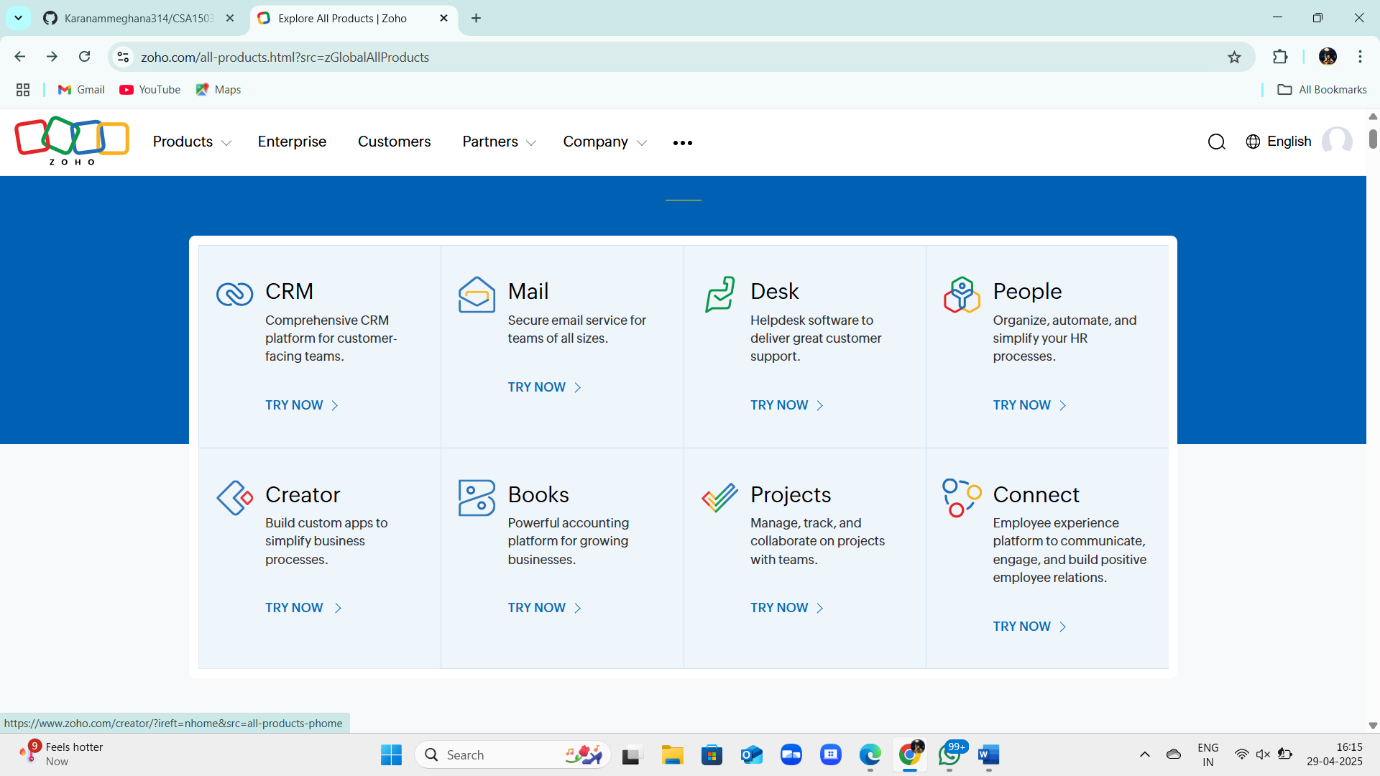 Karanammeghana314/CSA1503
Explore All Products | Zoho
zoho.com/all-products.html?src=zGlobalAllProducts
Gmail
YouTube
Maps
All Bookmarks
ZOHO
Products
Enterprise
Customers
Partners
Company
English
CRM
Comprehensive CRM
platform for customer-
facing teams.
TRY NOW
Mail
Secure email service for
teams of all sizes.
TRY NOW
Desk
Helpdesk software to
deliver great customer
support.
TRY NOW
People
Organize, automate, and
simplify your HR
processes.
TRY NOW
Creator
Build custom apps to
simplify business
processes.
TRY NOW
Books
Powerful accounting
platform for growing
businesses.
TRY NOW
Projects
Manage, track, and
collaborate on projects
with teams.
TRY NOW
Connect
Employee experience
platform to communicate,
engage, and build positive
employee relations.
TRY NOW
https://www.zoho.com/creator/?ireft=nhome&src=all-products-phome
9
Feels hotter
Now
Search
99+
ENG
IN
16:15
29-04-2025